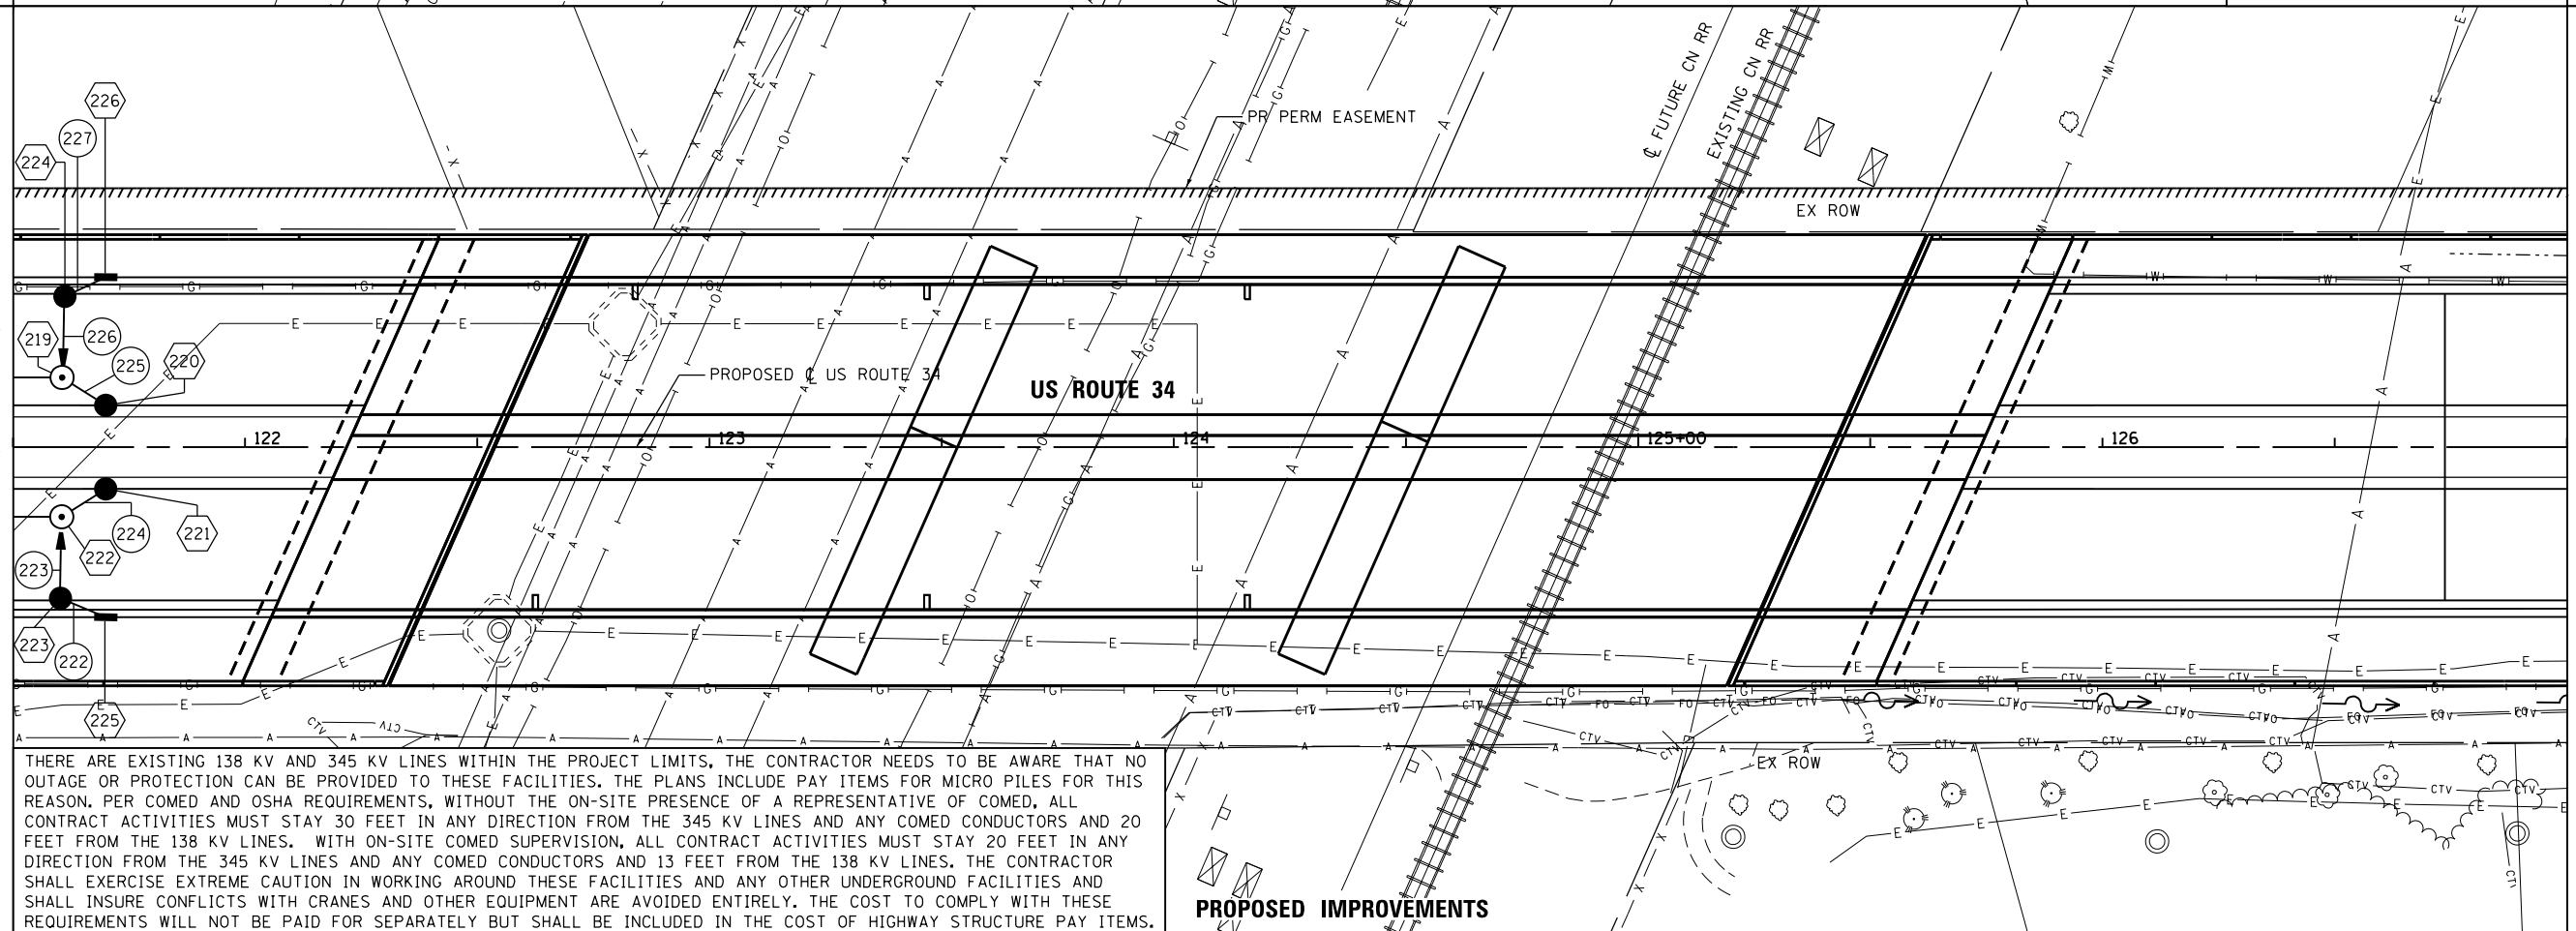 226
227
224
PR PERM EASEMENT
℄ FUTURE CN RR
EXISTING CN RR
EX ROW
219
226
225
220
PROPOSED ℄ US ROUTE 34
US ROUTE 34
122
123
124
125+00
126
224
221
222
223
223
222
225
EX ROW
THERE ARE EXISTING 138 KV AND 345 KV LINES WITHIN THE PROJECT LIMITS, THE CONTRACTOR NEEDS TO BE AWARE THAT NO
OUTAGE OR PROTECTION CAN BE PROVIDED TO THESE FACILITIES. THE PLANS INCLUDE PAY ITEMS FOR MICRO PILES FOR THIS
REASON. PER COMED AND OSHA REQUIREMENTS, WITHOUT THE ON-SITE PRESENCE OF A REPRESENTATIVE OF COMED, ALL
CONTRACT ACTIVITIES MUST STAY 30 FEET IN ANY DIRECTION FROM THE 345 KV LINES AND ANY COMED CONDUCTORS AND 20
FEET FROM THE 138 KV LINES. WITH ON-SITE COMED SUPERVISION, ALL CONTRACT ACTIVITIES MUST STAY 20 FEET IN ANY
DIRECTION FROM THE 345 KV LINES AND ANY COMED CONDUCTORS AND 13 FEET FROM THE 138 KV LINES. THE CONTRACTOR
SHALL EXERCISE EXTREME CAUTION IN WORKING AROUND THESE FACILITIES AND ANY OTHER UNDERGROUND FACILITIES AND
SHALL INSURE CONFLICTS WITH CRANES AND OTHER EQUIPMENT ARE AVOIDED ENTIRELY. THE COST TO COMPLY WITH THESE
REQUIREMENTS WILL NOT BE PAID FOR SEPARATELY BUT SHALL BE INCLUDED IN THE COST OF HIGHWAY STRUCTURE PAY ITEMS.
PROPOSED IMPROVEMENTS